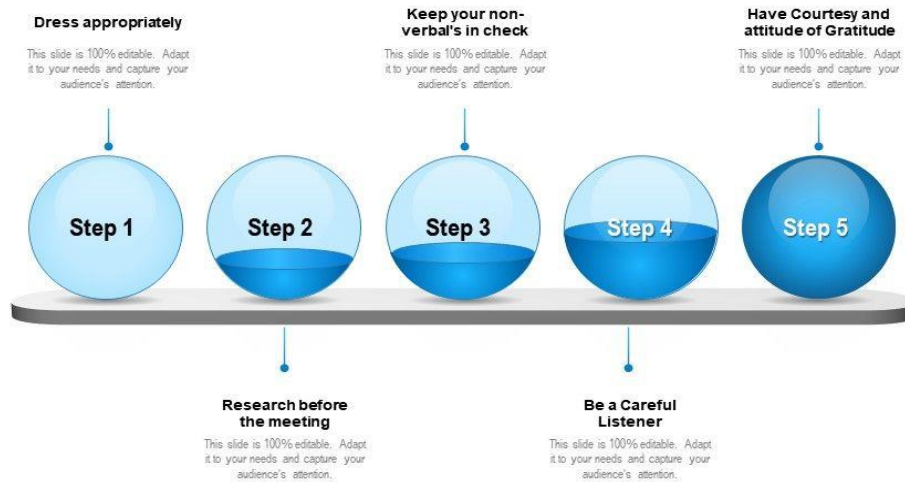 Dress appropriately
This slide is 100% editable. Adapt
it to your needs and capture your
audience's attention.
Keep your non-
verbal's in check
This slide is 100% editable. Adapt
it to your needs and capture your
audience's attention.
Have Courtesy and
attitude of Gratitude
This slide is 100% editable. Adapt
it to your needs and capture your
audience's attention.
Step 1
Step 2
Step 3
Step 4
Step 5
Research before
the meeting
This slide is 100% editable. Adapt
it to your needs and capture your
audience's attention.
Be a Careful
Listener
This slide is 100% editable. Adapt
it to your needs and capture your
audience's attention.